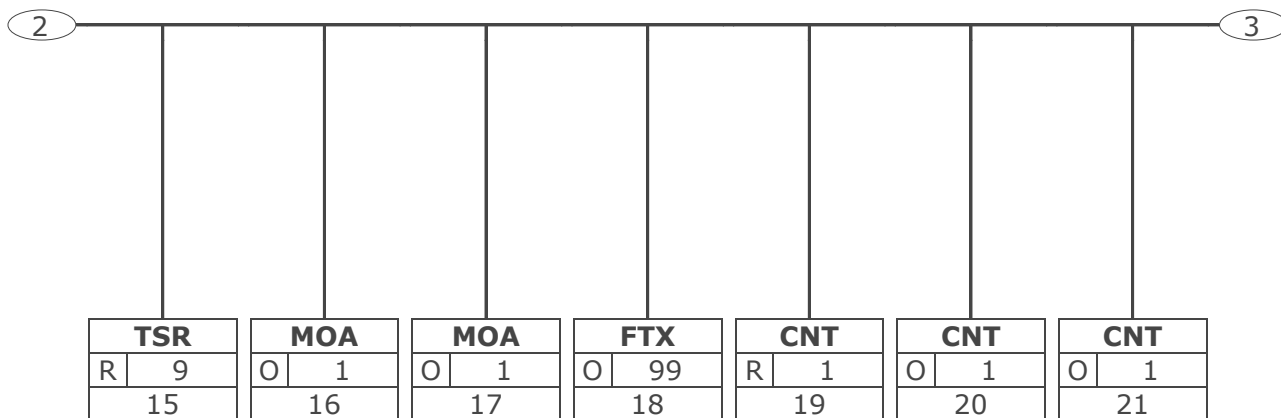 2 3
TSR MOA MOA FTX CNT CNT CNT
R 9 O 1 O 1 O 99 R 1 O 1 O 1
15 16 17 18 19 20 21